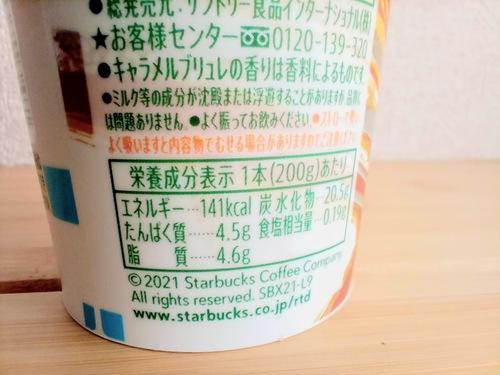 ●総発売元:サントリー食品インターナショナル(株)
★お客様センター 0120-139-320
●キャラメルブリュレの香りは香料によるものです。
●ミルク等の成分が沈殿または浮遊することがありますが、品質に
は問題ありません。●よく振ってお飲みください。●ストローで
よく吸いますと内容物でむせる場合がありますのでご注意ください
栄養成分表示 1本(200g)あたり
エネルギー……141kcal 炭水化物…20.5g
たんぱく質……4.5g 食塩相当量…0.19g
脂 質……4.6g
©2021 Starbucks Coffee Company.
All rights reserved. SBX21-L9
www.starbucks.co.jp/rtd